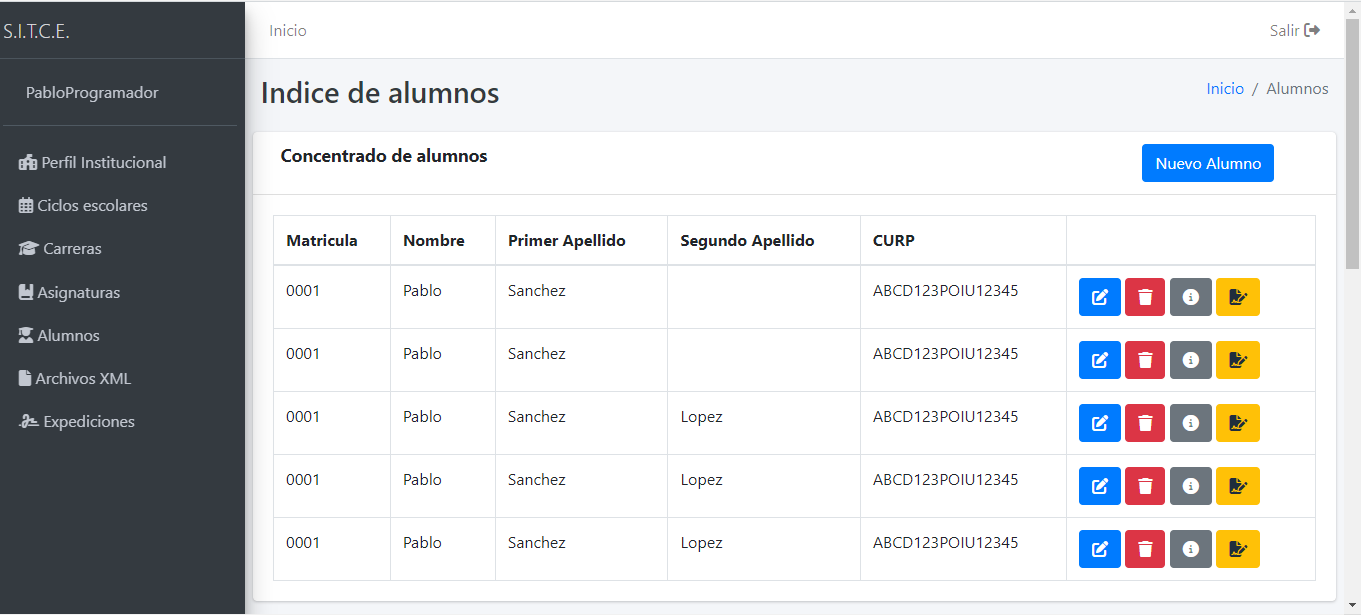 S.I.T.C.E.
Inicio
Salir
PabloProgramador
Indice de alumnos
Inicio / Alumnos
Perfil Institucional
Ciclos escolares
Carreras
Asignaturas
Alumnos
Archivos XML
Expediciones
Concentrado de alumnos
Nuevo Alumno
Matricula Nombre Primer Apellido Segundo Apellido CURP
0001 Pablo Sanchez ABCD123POIU12345
0001 Pablo Sanchez ABCD123POIU12345
0001 Pablo Sanchez Lopez ABCD123POIU12345
0001 Pablo Sanchez Lopez ABCD123POIU12345
0001 Pablo Sanchez Lopez ABCD123POIU12345